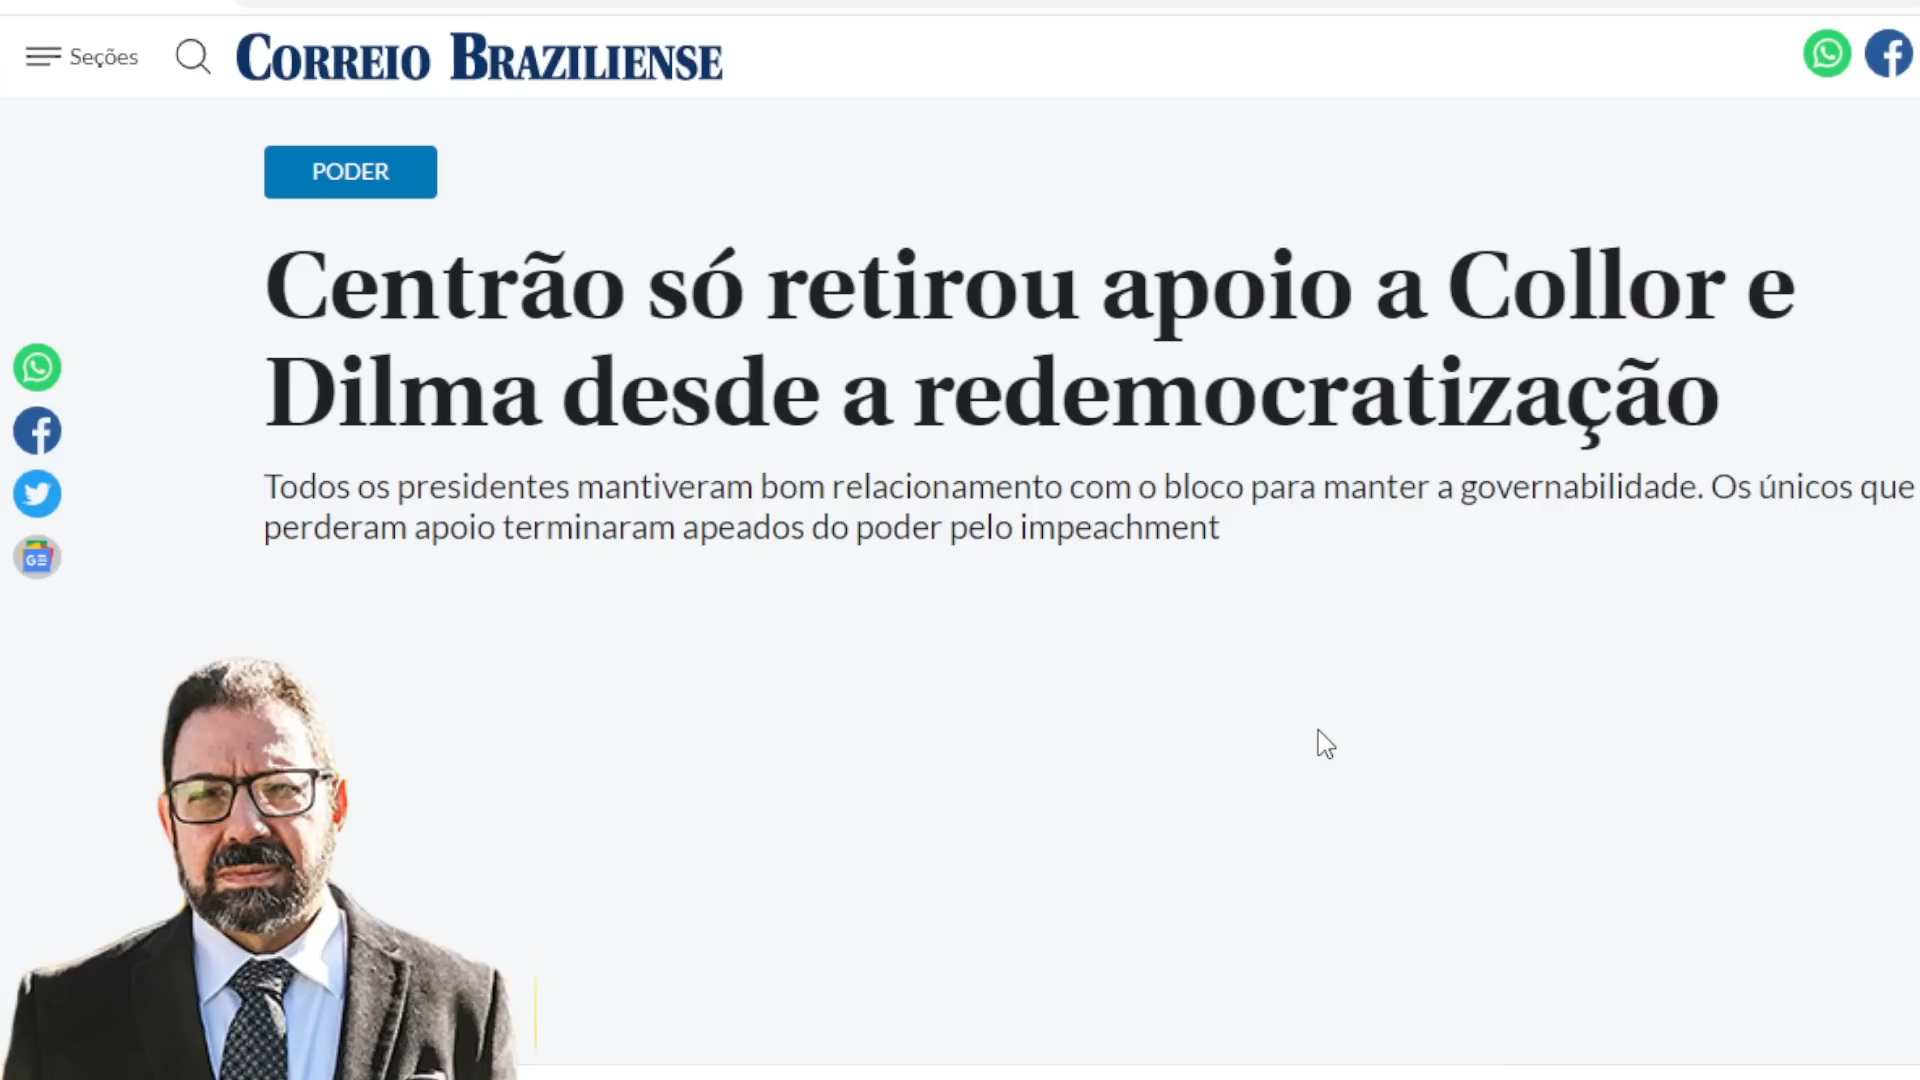 Seções
CORREIO BRAZILIENSE
PODER
Centrão só retirou apoio a Collor e
Dilma desde a redemocratização
Todos os presidentes mantiveram bom relacionamento com o bloco para manter a governabilidade. Os únicos que
perderam apoio terminaram apeados do poder pelo impeachment
GE